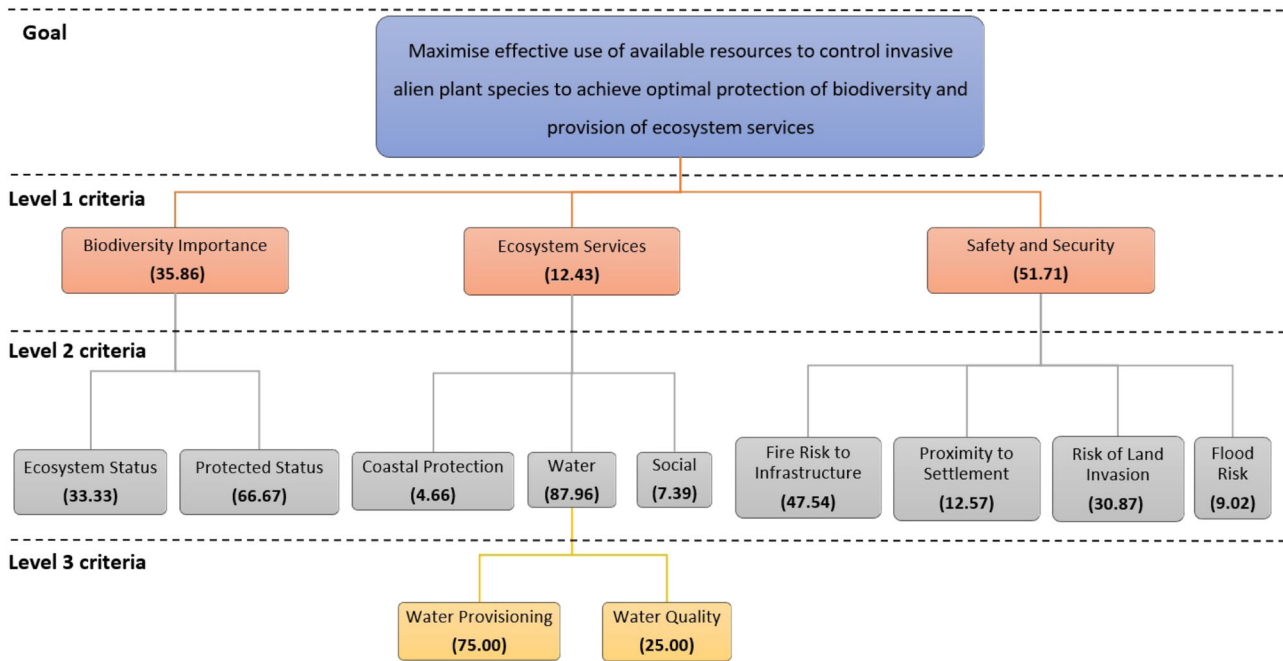 Goal
Maximise effective use of available resources to control invasive
alien plant species to achieve optimal protection of biodiversity and
provision of ecosystem services
Level 1 criteria
Biodiversity Importance
(35.86)
Ecosystem Services
(12.43)
Safety and Security
(51.71)
Level 2 criteria
Ecosystem Status
(33.33)
Protected Status
(66.67)
Coastal Protection
(4.66)
Water
(87.96)
Social
(7.39)
Fire Risk to
Infrastructure
(47.54)
Proximity to
Settlement
(12.57)
Risk of Land
Invasion
(30.87)
Flood
Risk
(9.02)
Level 3 criteria
Water Provisioning
(75.00)
Water Quality
(25.00)